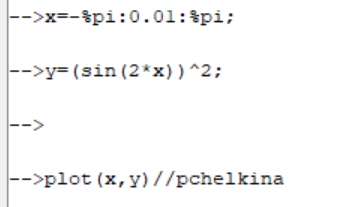 -->x=-%pi:0.01:%pi;
-->y=(sin(2*x))^2;
-->
-->plot(x,y)//pchelkina